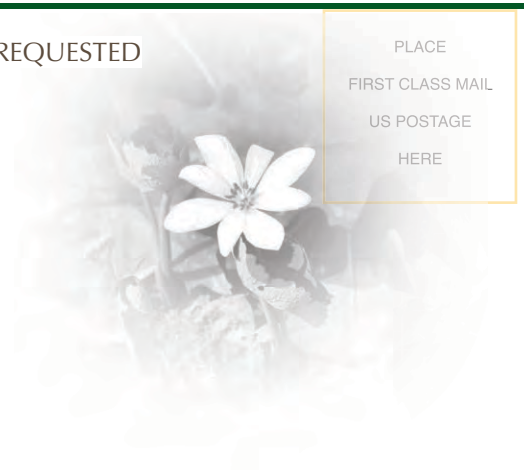 REQUESTED
PLACE
FIRST CLASS MAIL
US POSTAGE
HERE